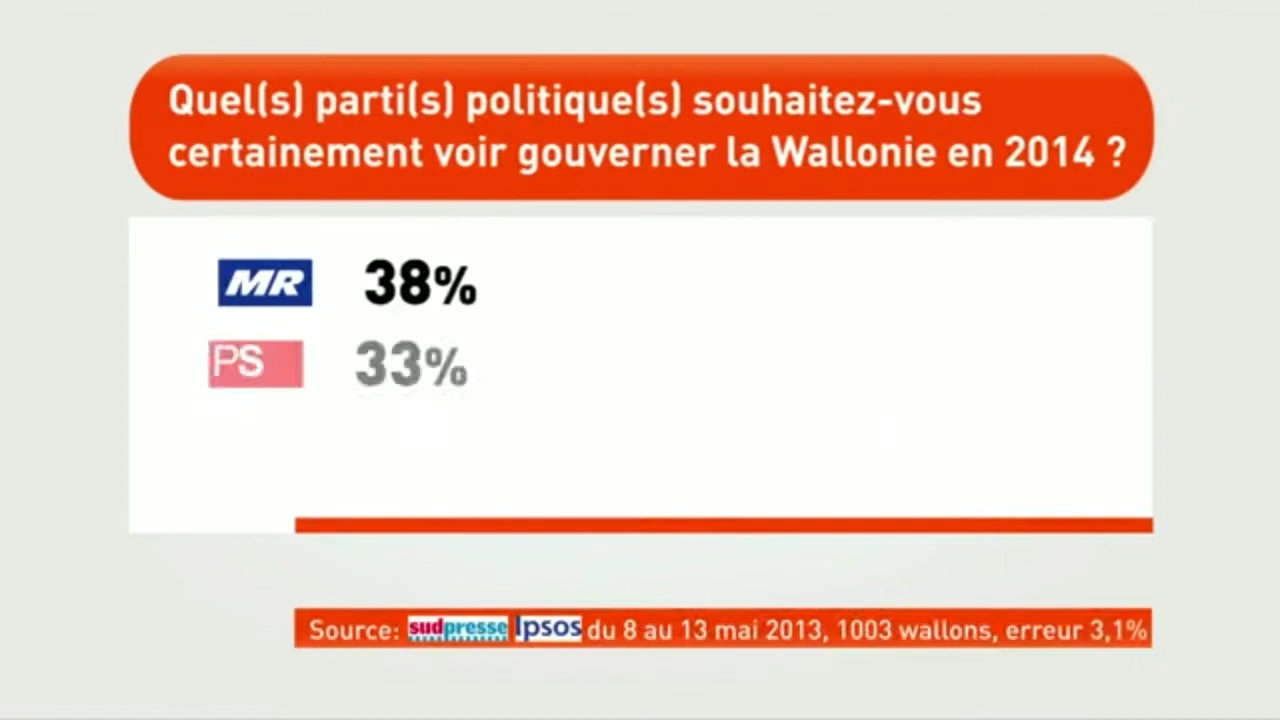 Quel(s) parti(s) politique(s) souhaitez-vous
certainement voir gouverner la Wallonie en 2014 ?
MR 38%
PS 33%
Source: sudpresse Ipsos du 8 au 13 mai 2013, 1003 wallons, erreur 3,1%